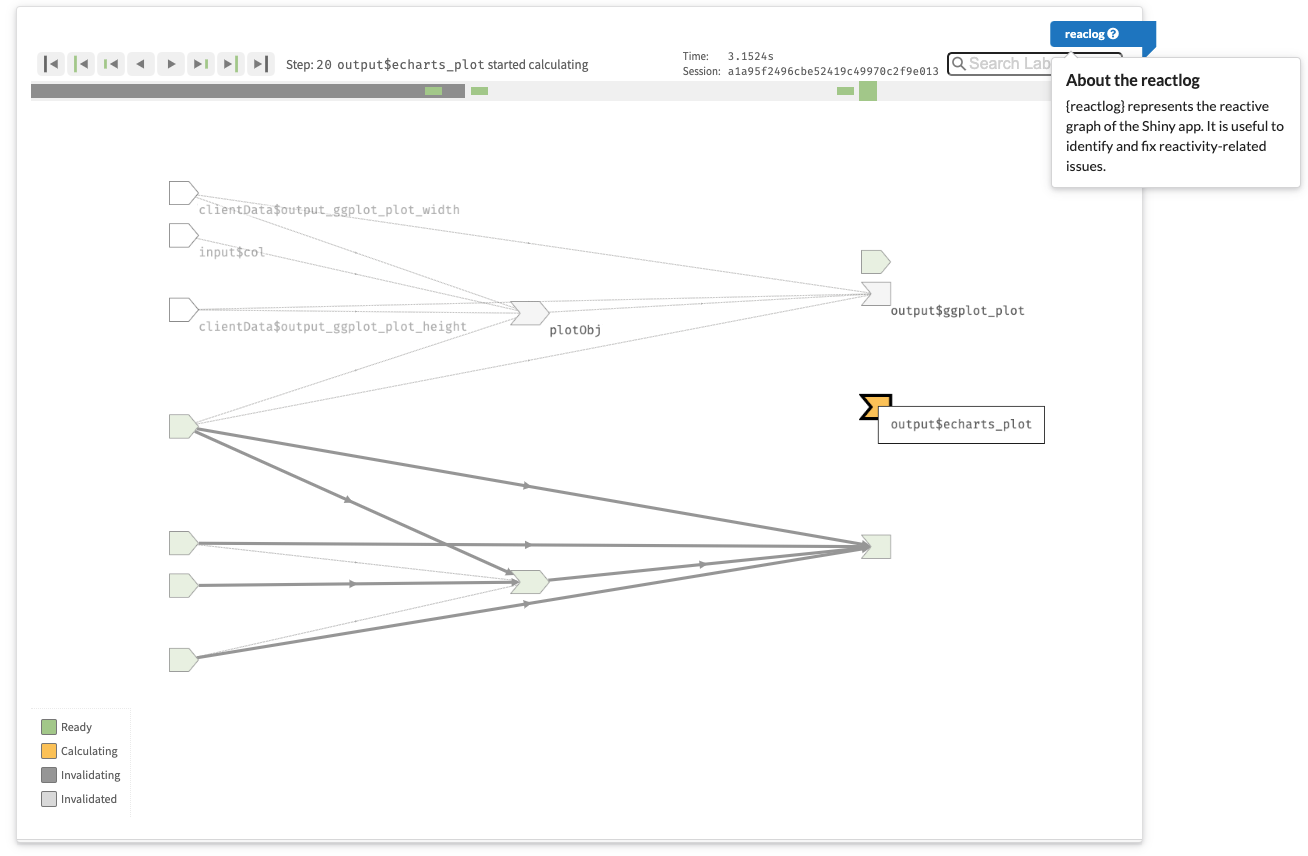 reaclog
Step: 20 output$echarts_plot started calculating
Time: 3.1524s
Session: a1a95f2496cbe52419c49970c2f9e013
Search Lab
About the reactlog
{reactlog} represents the reactive
graph of the Shiny app. It is useful to
identify and fix reactivity-related
issues.
clientData$output_ggplot_plot_width
input$col
clientData$output_ggplot_plot_height
plotObj
output$ggplot_plot
output$echarts_plot
Ready
Calculating
Invalidating
Invalidated